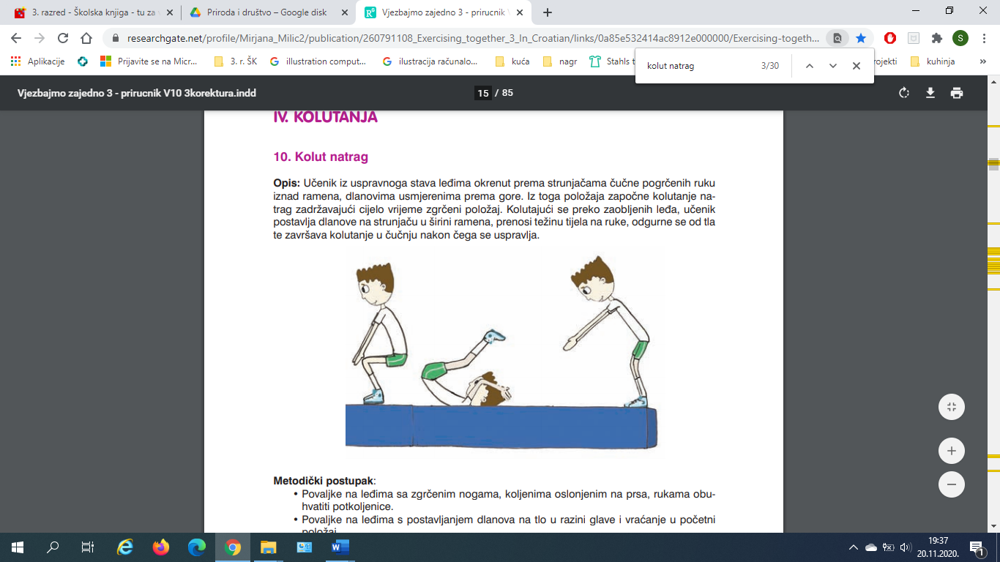 3. razred - Školska knjiga - tu za v
Priroda i društvo – Google disk
Vjezbajmo zajedno 3 - prirucnik V
researchgate.net/profile/Mirjana_Milic2/publication/260791108_Exercising_together_3_In_Croatian/links/0a85e532414ac8912e000000/Exercising-togeth...
S
Aplikacije
Prijavite se na Micr...
3. r. ŠK
illustration comput...
ilustracija računalo...
kuća
nagr
Stahls t
rojekti
kuhinja
»
kolut natrag
3/30
Vjezbajmo zajedno 3 - prirucnik V10 3korektura.indd
15 / 85
IV. KOLUTANJA
10. Kolut natrag
Opis: Učenik iz uspravnoga stava leđima okrenut prema strunjačama čučne pogrčenih ruku
iznad ramena, dlanovima usmjerenima prema gore. Iz toga položaja započne kolutanje na-
trag zadržavajući cijelo vrijeme zgrčeni položaj. Kolutajući se preko zaobljenih leđa, učenik
postavlja dlanove na strunjaču u širini ramena, prenosi težinu tijela na ruke, odgurne se od tla
te završava kolutanje u čučnju nakon čega se uspravlja.
Metodički postupak:
• Povaljke na leđima sa zgrčenim nogama, koljenima oslonjenim na prsa, rukama obu-
hvatiti potkoljenice.
• Povaljke na leđima s postavljanjem dlanova na tlo u razini glave i vraćanje u početni
položaj.
19:37
20.11.2020.
1